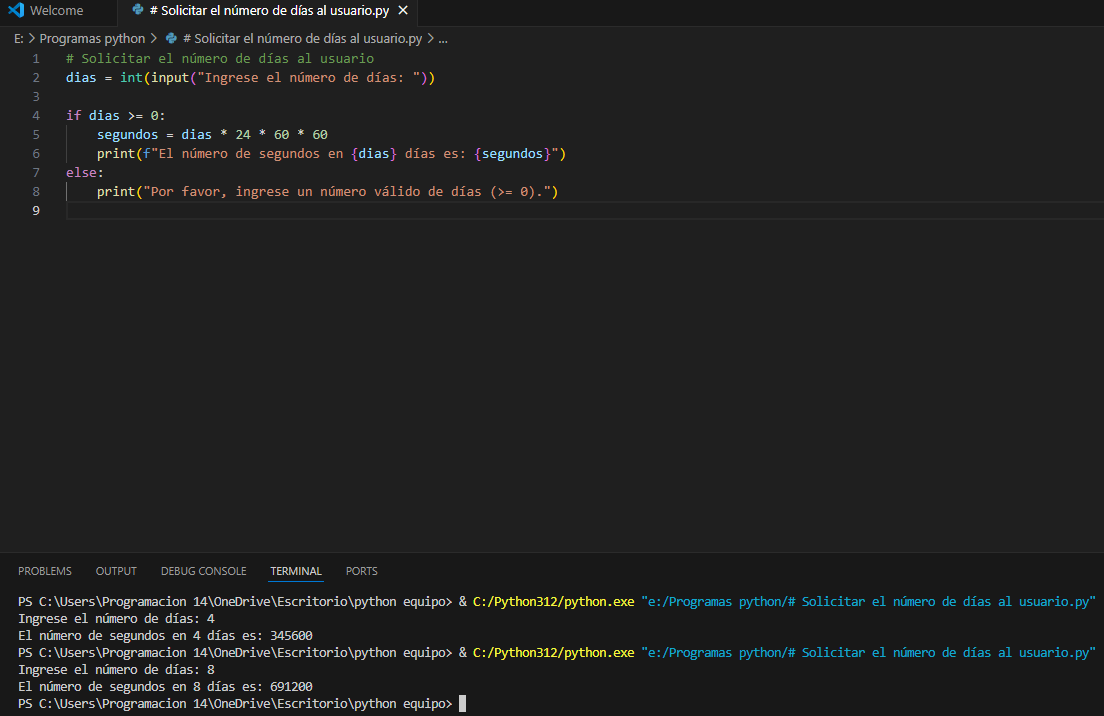 Welcome
# Solicitar el número de días al usuario.py
E: > Programas python > # Solicitar el número de días al usuario.py > ...
1 # Solicitar el número de días al usuario
2 dias = int(input("Ingrese el número de días: "))
3
4 if dias >= 0:
5     segundos = dias * 24 * 60 * 60
6     print(f"El número de segundos en {dias} días es: {segundos}")
7 else:
8     print("Por favor, ingrese un número válido de días (>= 0).")
9
PROBLEMS OUTPUT DEBUG CONSOLE TERMINAL PORTS
PS C:\Users\Programacion 14\OneDrive\Escritorio\python equipo> & C:/Python312/python.exe "e:/Programas python/# Solicitar el número de días al usuario.py"
Ingrese el número de días: 4
El número de segundos en 4 días es: 345600
PS C:\Users\Programacion 14\OneDrive\Escritorio\python equipo> & C:/Python312/python.exe "e:/Programas python/# Solicitar el número de días al usuario.py"
Ingrese el número de días: 8
El número de segundos en 8 días es: 691200
PS C:\Users\Programacion 14\OneDrive\Escritorio\python equipo>